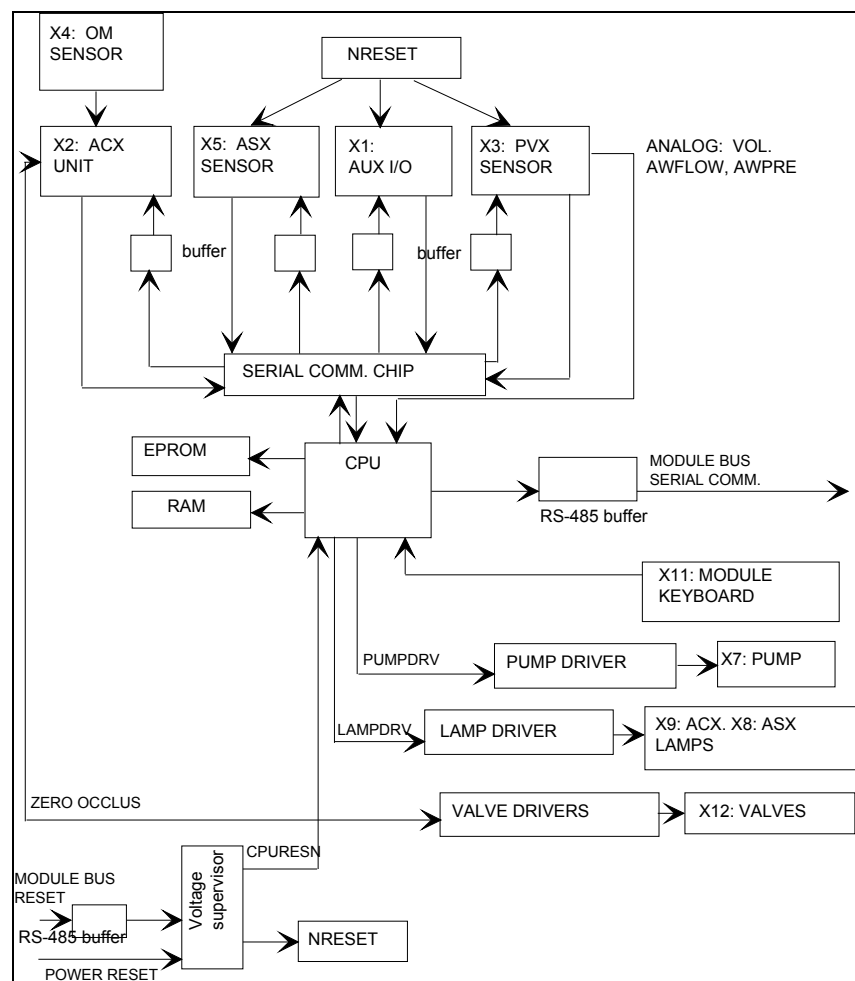 X4: OM
SENSOR
NRESET
X2: ACX
UNIT
X5: ASX
SENSOR
X1:
AUX I/O
X3: PVX
SENSOR
ANALOG: VOL.
AWFLOW, AWPRE
buffer
buffer
SERIAL COMM. CHIP
EPROM
CPU
RAM
MODULE BUS
SERIAL COMM.
RS-485 buffer
X11: MODULE
KEYBOARD
PUMPDRV
PUMP DRIVER
X7: PUMP
LAMPDRV
LAMP DRIVER
X9: ACX. X8: ASX
LAMPS
ZERO OCCLUS
VALVE DRIVERS
X12: VALVES
CPURESN
MODULE BUS
RESET
Voltage
supervisor
RS-485 buffer
NRESET
POWER RESET